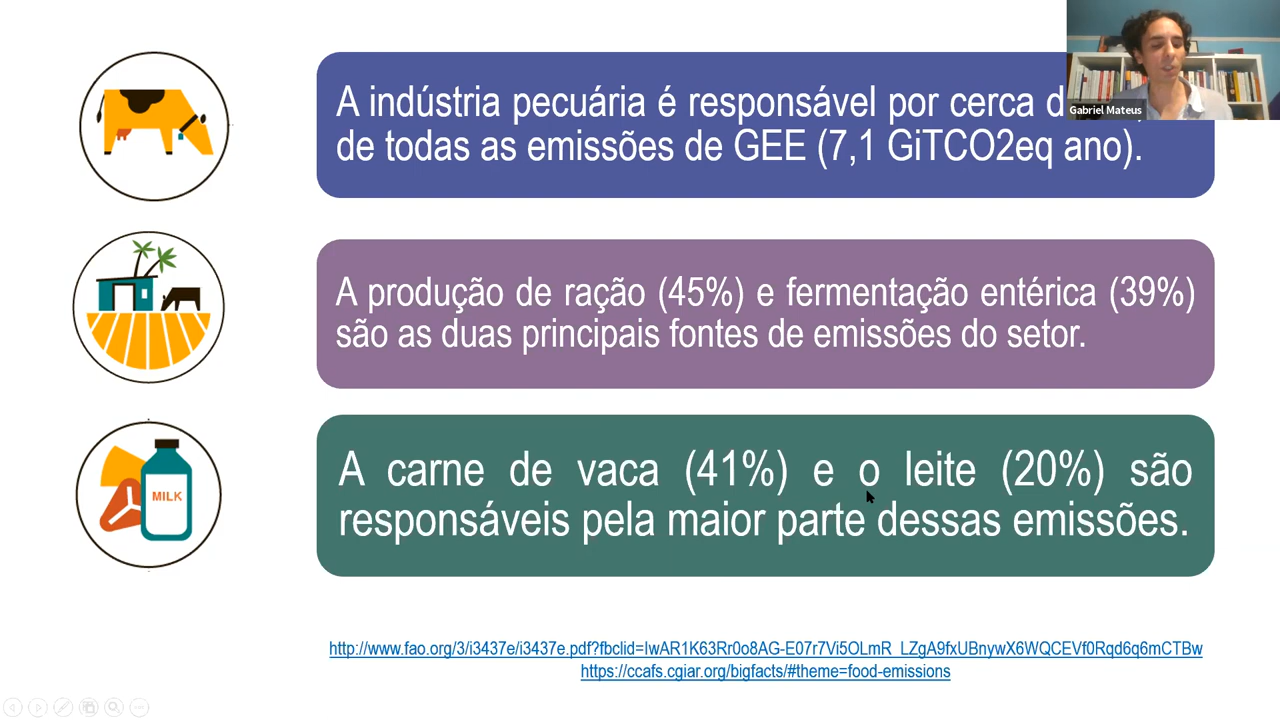 A indústria pecuária é responsável por cerca
de todas as emissões de GEE (7,1 GiTCO2eq ano).
Gabriel Mateus
A produção de ração (45%) e fermentação entérica (39%)
são as duas principais fontes de emissões do setor.
A carne de vaca (41%) e o leite (20%) são
responsáveis pela maior parte dessas emissões.
MILK
http://www.fao.org/3/i3437e/i3437e.pdf?fbclid=IwAR1K63Rr0o8AG-E07r7Vi5OLmR_LZgA9fxUBnywX6WQCEVf0Rqd6q6mCTBw
https://ccafs.cgiar.org/bigfacts/#theme=food-emissions